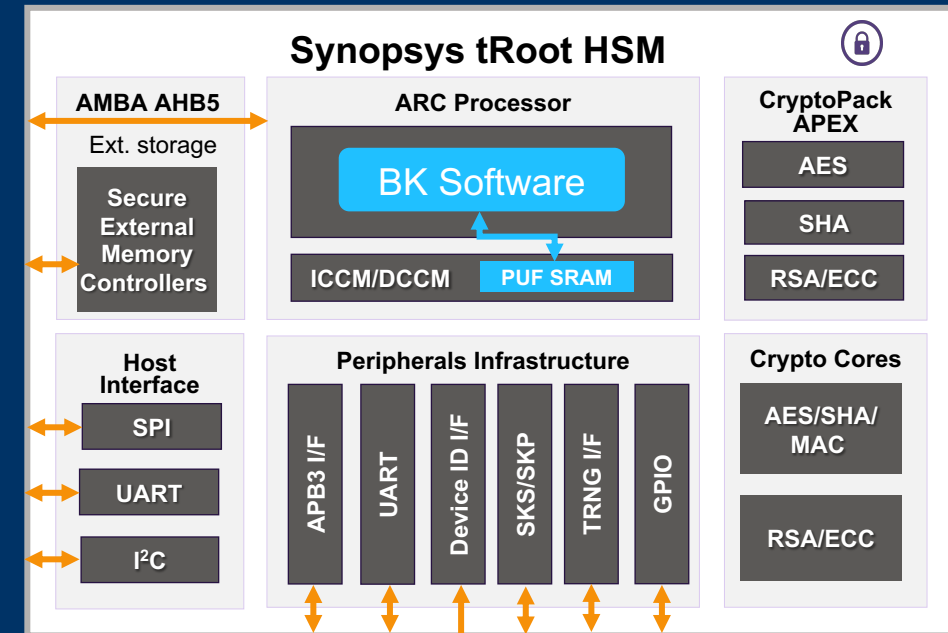 Synopsys tRoot HSM
AMBA AHB5
Ext. storage
Secure
External
Memory
Controllers
ARC Processor
BK Software
ICCM/DCCM
PUF SRAM
CryptoPack
APEX
AES
SHA
RSA/ECC
Host
Interface
SPI
UART
I²C
Peripherals Infrastructure
APB3 I/F
UART
Device ID I/F
SKS/SKP
TRNG I/F
GPIO
Crypto Cores
AES/SHA/
MAC
RSA/ECC